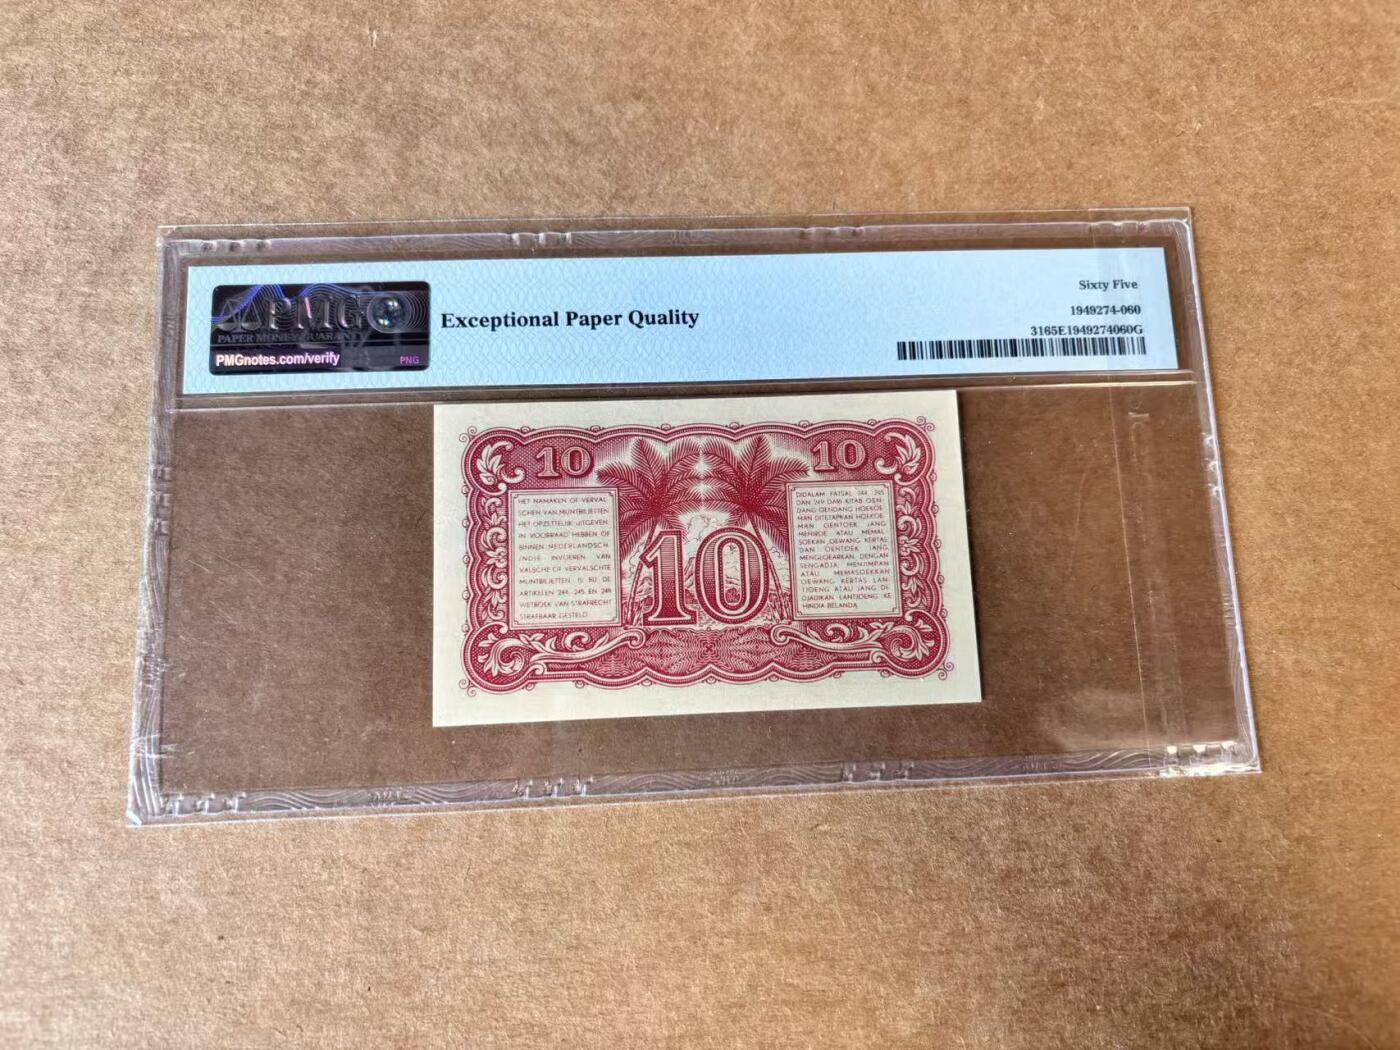 PMG
PAPER MONEY GUARANTY
PMGnotes.com/verify
PNG
Exceptional Paper Quality
Sixty Five
1949274-060
3165E1949274060G
10
10
HET NAMAKEN OF VERVAL
SCHEN VAN MUNTBILJETTEN
HET OPZETTELIJK UITGEVEN
IN VOORRAAD HEBBEN OF
BINNEN NEDERLANDSCH-
INDIË INVOEREN VAN
VALSCHE OF VERVALSCHTE
MUNTBILJETTEN IS BIJ DE
ARTIKELEN 244, 245 EN 249
WETBOEK VAN STRAFRECHT
STRAFBAAR GESTELD
10
DIDALAM FATSAL 244, 245
DAN 249 DARI KITAB OEN-
DANG OENDANG HOEKOE-
MAN DITETAPKAN HOEKOE-
MAN OENTOEK JANG
MENIROE ATAU MEMAL-
SOEKAN OEWANG KERTAS
DAN OENTOEK JANG
MENGLOEARKAN, DENGAN
SENGADJA MENJIMPAN
ATAU MEMASOEKKAN
OEWANG KERTAS LAN-
TJOENG ATAU JANG DI-
DJADIKAN LANTJOENG KE
HINDIA BELANDA